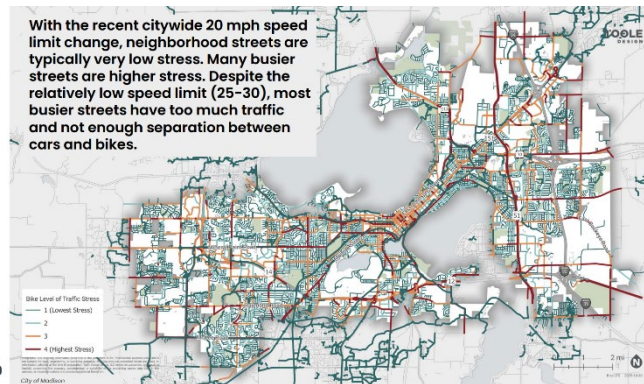 With the recent citywide 20 mph speed
limit change, neighborhood streets are
typically very low stress. Many busier
streets are higher stress. Despite the
relatively low speed limit (25-30), most
busier streets have too much traffic
and not enough separation between
cars and bikes.
TOOLE
DESIGN
Bike Level of Traffic Stress
1 (Lowest Stress)
2
3
4 (Highest Stress)
2 mi
N
City of Madison